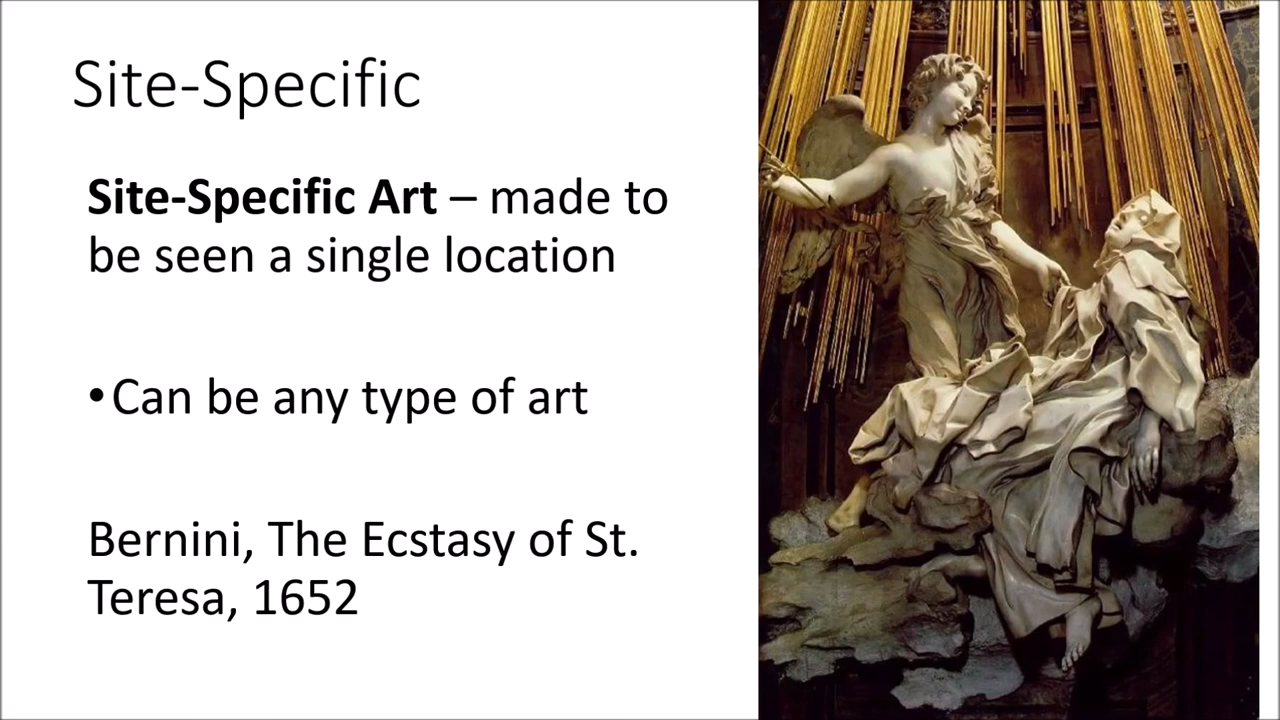 Site-Specific
Site-Specific Art – made to
be seen a single location
•Can be any type of art
Bernini, The Ecstasy of St.
Teresa, 1652